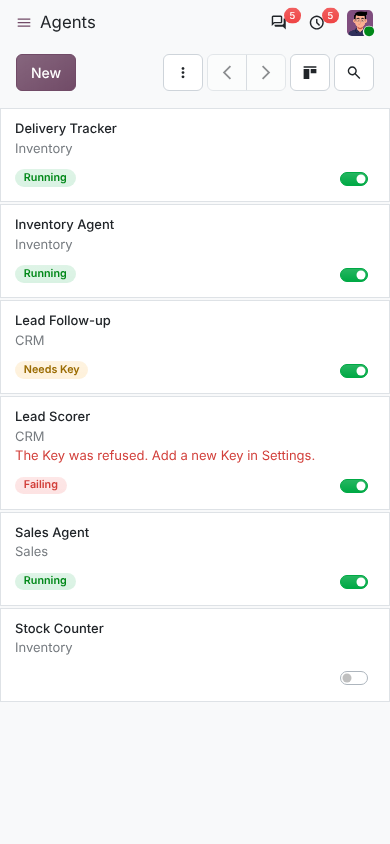 Agents
5
5
New
Delivery Tracker
Inventory
Running
Inventory Agent
Inventory
Running
Lead Follow-up
CRM
Needs Key
Lead Scorer
CRM
The Key was refused. Add a new Key in Settings.
Failing
Sales Agent
Sales
Running
Stock Counter
Inventory